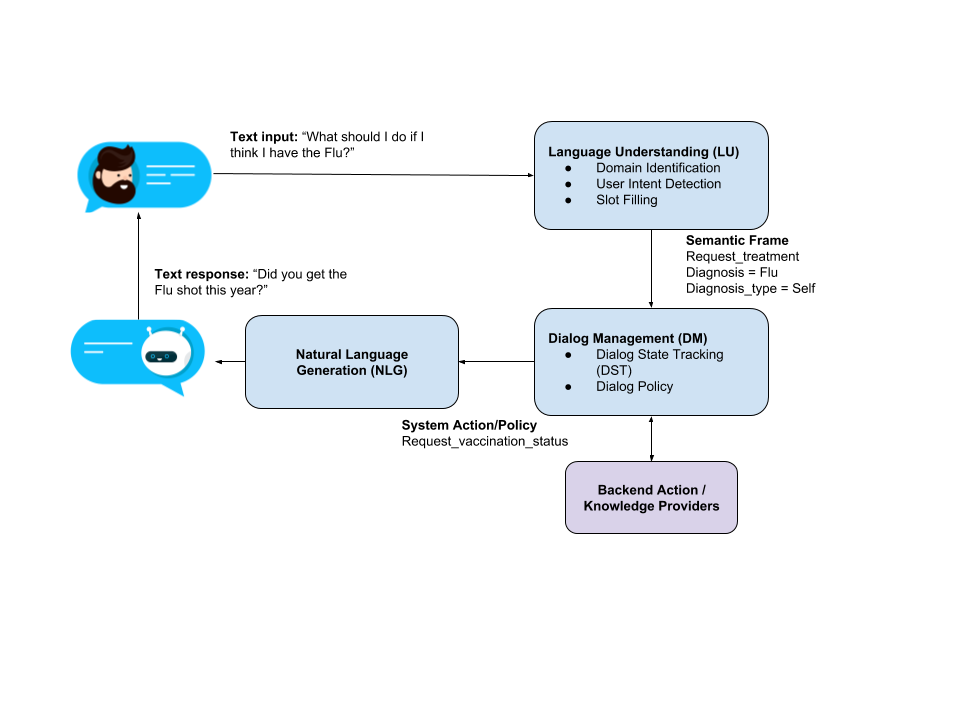 Text input: “What should I do if I
think I have the Flu?”
Language Understanding (LU)
● Domain Identification
● User Intent Detection
● Slot Filling
Semantic Frame
Request_treatment
Diagnosis = Flu
Diagnosis_type = Self
Text response: “Did you get the
Flu shot this year?”
Natural Language
Generation (NLG)
Dialog Management (DM)
● Dialog State Tracking
(DST)
● Dialog Policy
System Action/Policy
Request_vaccination_status
Backend Action /
Knowledge Providers